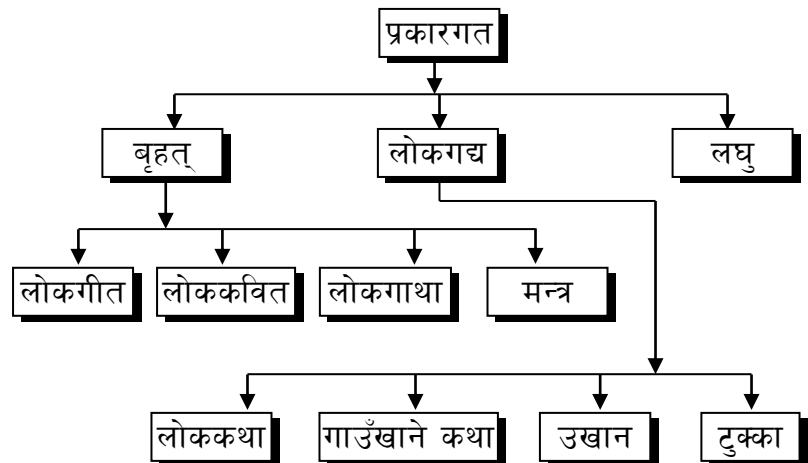 प्रकारगत
बृहत् लोकगद्य लघु
लोकगीत लोककवित लोकगाथा मन्त्र
लोककथा गाउँखाने कथा उखान टुक्का